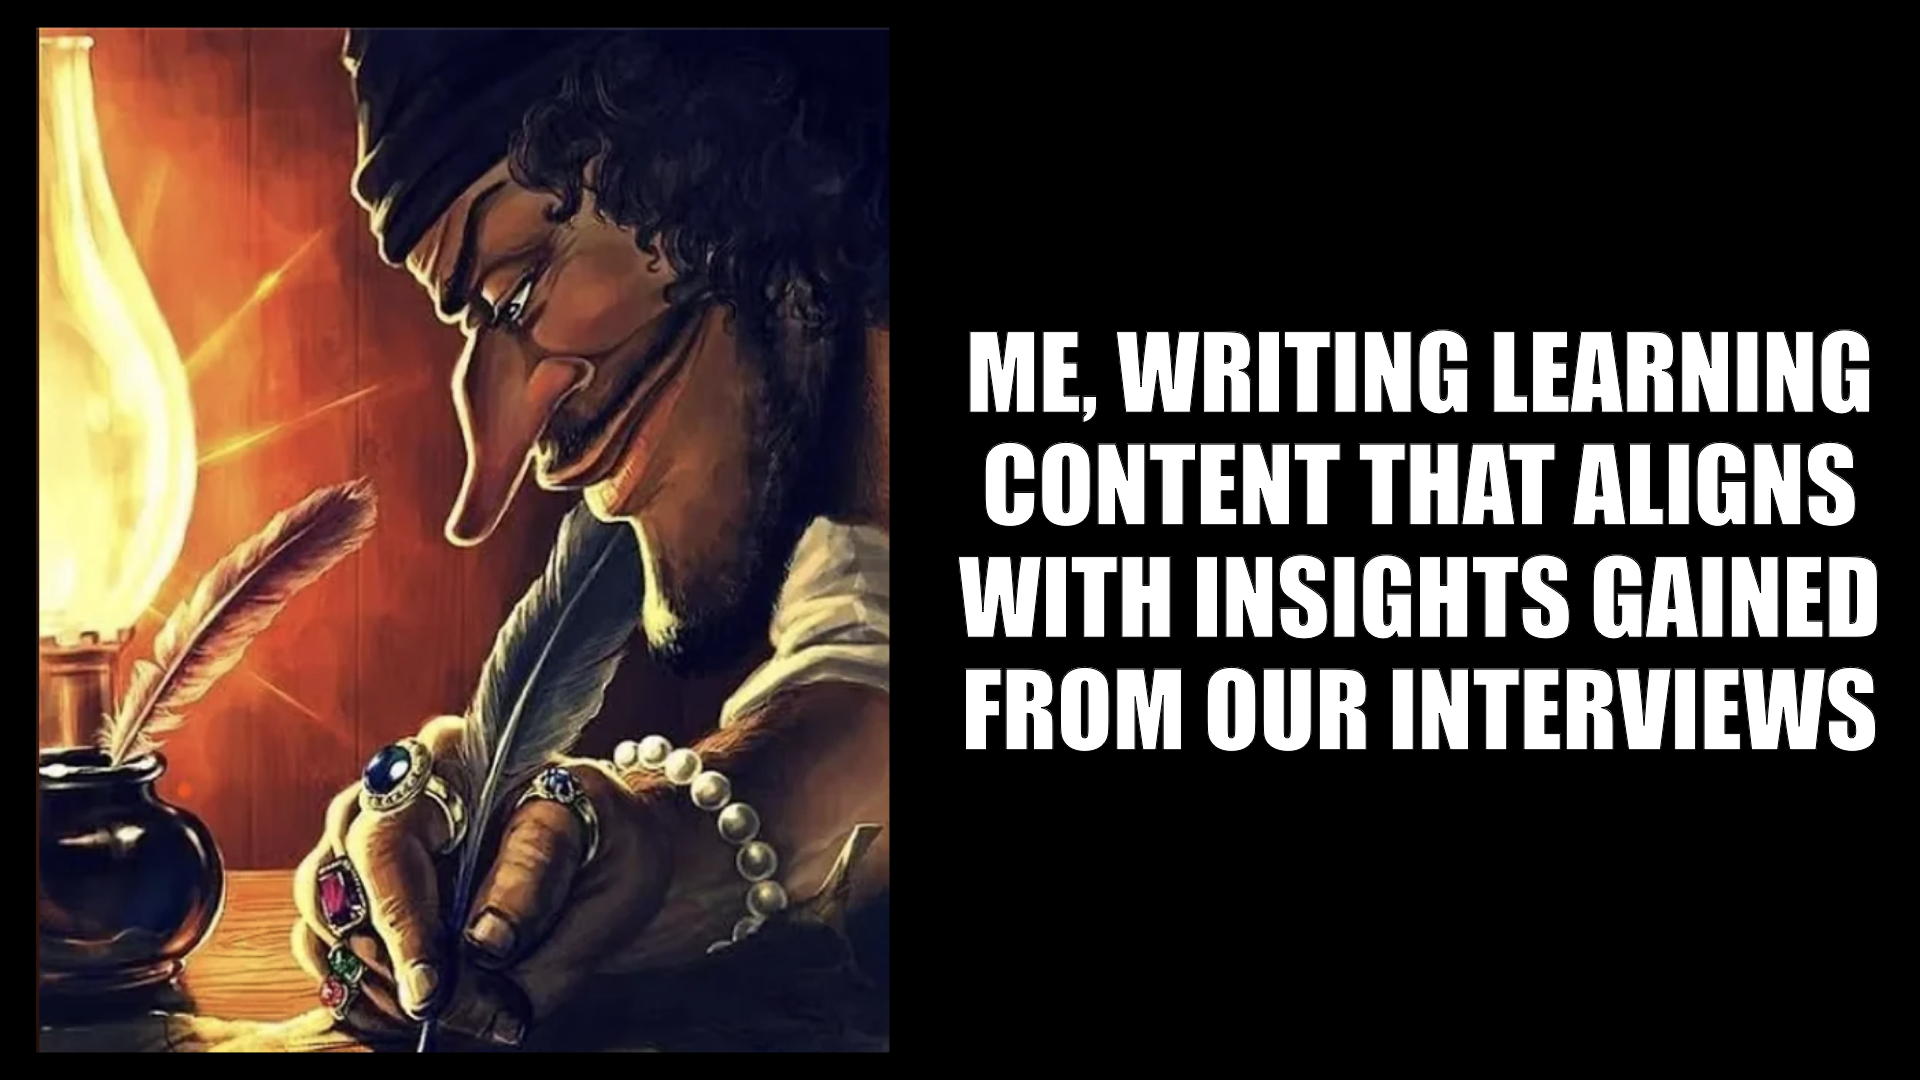 ME, WRITING LEARNING
CONTENT THAT ALIGNS
WITH INSIGHTS GAINED
FROM OUR INTERVIEWS